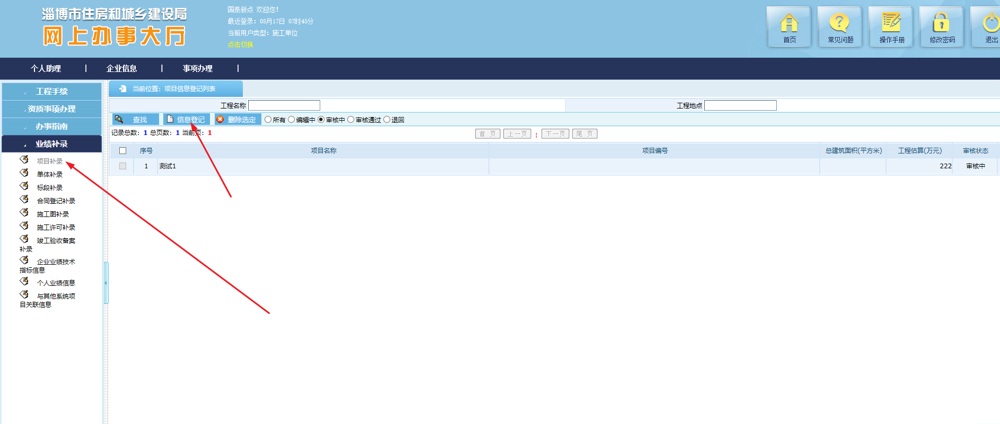 淄博市住房和城乡建设局
网上办事大厅
国泰新点 欢迎您!
最近登录: 05月17日 07时45分
当前用户类型: 施工单位
点击切换
首页
常见问题
操作手册
修改密码
退出
个人助理 | 企业信息 | 事项办理 |
工程手续
资质事项办理
办事指南
业绩补录
项目补录
单体补录
标段补录
合同登记补录
施工图补录
施工许可补录
竣工验收备案
补录
企业业绩技术
指标信息
个人业绩信息
与其他系统项
目关联信息
当前位置: 项目信息登记列表
工程名称 工程地点
查找 信息登记 删除选定 所有 编辑中 审核中 审核通过 退回
记录总数: 1 总页数: 1 当前页: 1 首 页 上一页 ¦ 下一页 尾 页
序号 项目名称 项目编号 总建筑面积(平方米) 工程估算(万元) 审核状态
1 测试1 222 审核中